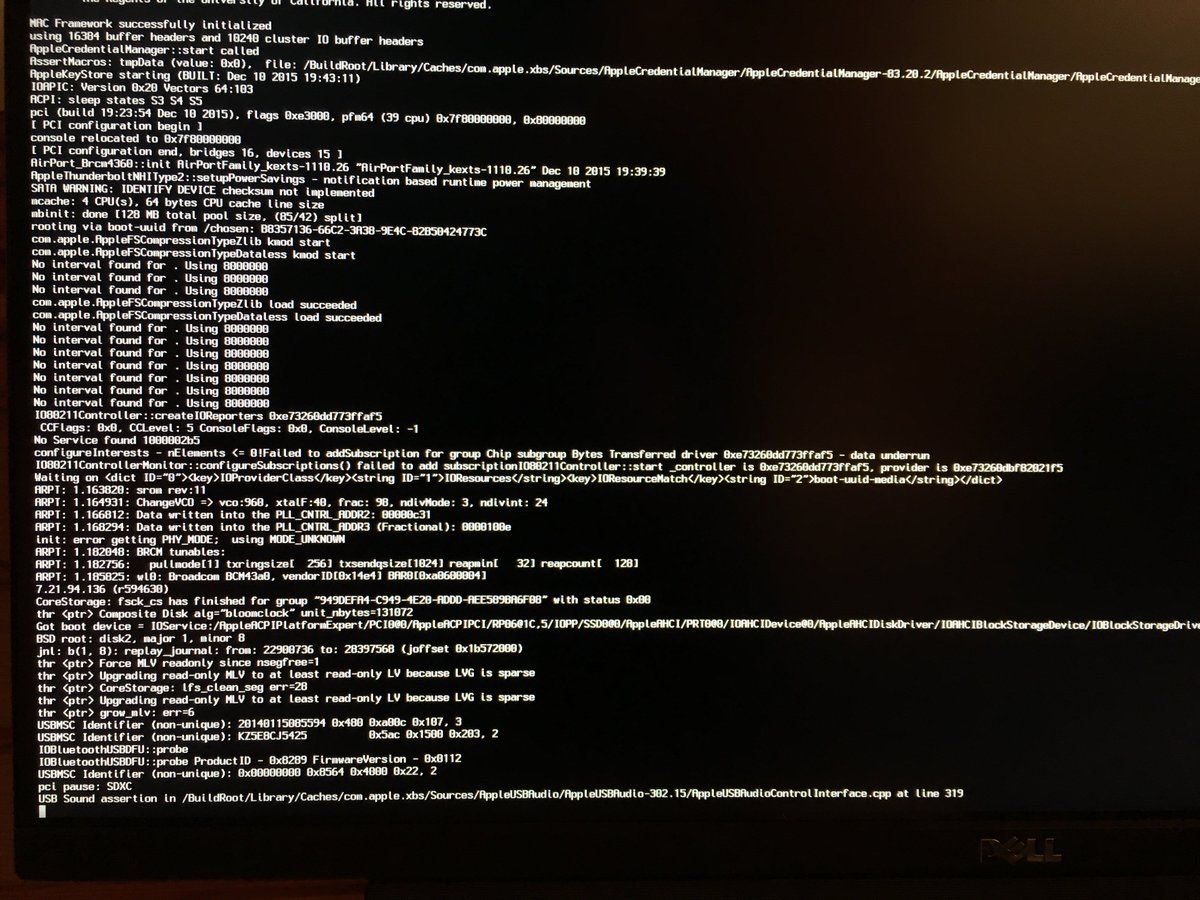 The Regents of the University of California. All rights reserved.
MAC Framework successfully initialized
using 16384 buffer headers and 10240 cluster IO buffer headers
AppleCredentialManager::start called
AssertMacros: tmpData (value: 0x0),  file: /BuildRoot/Library/Caches/com.apple.xbs/Sources/AppleCredentialManager/AppleCredentialManager-83.20.2/AppleCredentialManager/AppleCredentialManage
AppleKeyStore starting (BUILT: Dec 10 2015 19:43:11)
IOAPIC: Version 0x20 Vectors 64:103
ACPI: sleep states S3 S4 S5
pci (build 19:23:54 Dec 10 2015), flags 0xe3000, pfm64 (39 cpu) 0x7f80000000, 0x80000000
[ PCI configuration begin ]
console relocated to 0x7f80000000
[ PCI configuration end, bridges 16, devices 15 ]
AirPort_Brcm4360::init AirPortFamily_kexts-1110.26 "AirPortFamily_kexts-1110.26" Dec 10 2015 19:39:39
AppleThunderboltNHIType2::setupPowerSavings - notification based runtime power management
SATA WARNING: IDENTIFY DEVICE checksum not implemented
mcache: 4 CPU(s), 64 bytes CPU cache line size
mbinit: done [128 MB total pool size, (85/42) split]
rooting via boot-uuid from /chosen: B8357136-66C2-3A38-9E4C-82B50424773C
com.apple.AppleFSCompressionTypeZlib kmod start
com.apple.AppleFSCompressionTypeDataless kmod start
No interval found for . Using 8000000
No interval found for . Using 8000000
No interval found for . Using 8000000
com.apple.AppleFSCompressionTypeZlib load succeeded
com.apple.AppleFSCompressionTypeDataless load succeeded
No interval found for . Using 8000000
No interval found for . Using 8000000
No interval found for . Using 8000000
No interval found for . Using 8000000
No interval found for . Using 8000000
No interval found for . Using 8000000
No interval found for . Using 8000000
IO80211Controller::createIOReporters 0xe73260dd773ffaf5
CCFlags: 0x0, CCLevel: 5 ConsoleFlags: 0x0, ConsoleLevel: -1
No Service found 1000002b5
configureInterests - nElements <= 0!Failed to addSubscription for group Chip subgroup Bytes Transferred driver 0xe73260dd773ffaf5 - data underrun
IO80211ControllerMonitor::configureSubscriptions() failed to add subscriptionIO80211Controller::start _controller is 0xe73260dd773ffaf5, provider is 0xe73260dbf82021f5
Waiting on <dict ID="0"><key>IOProviderClass</key><string ID="1">IOResources</string><key>IOResourceMatch</key><string ID="2">boot-uuid-media</string></dict>
ARPT: 1.163820: srom rev:11
ARPT: 1.164931: ChangeVCO => vco:960, xtalF:40, frac: 98, ndivMode: 3, ndivint: 24
ARPT: 1.166812: Data written into the PLL_CNTRL_ADDR2: 00000c31
ARPT: 1.168294: Data written into the PLL_CNTRL_ADDR3 (Fractional): 0000100e
init: error getting PHY_MODE;  using MODE_UNKNOWN
ARPT: 1.182048: BRCM tunables:
ARPT: 1.182756:   pullmode[1] txringsize[  256] txsendqsize[1024] reapmin[   32] reapcount[  128]
ARPT: 1.185825: wl0: Broadcom BCM43a0, vendorID[0x14e4] BAR0[0xa0600004]
7.21.94.136 (r594630)
CoreStorage: fsck_cs has finished for group "949DEFA4-C949-4E20-ADDD-AEE589BA6F08" with status 0x00
thr <ptr> Composite Disk alg="bloomclock" unit_nbytes=131072
Got boot device = IOService:/AppleACPIPlatformExpert/PCI0@0/AppleACPIPCI/RP06@1C,5/IOPP/SSD0@0/AppleAHCI/PRT0@0/IOAHCIDevice@0/AppleAHCIDiskDriver/IOAHCIBlockStorageDevice/IOBlockStorageDrive
BSD root: disk2, major 1, minor 8
jnl: b(1, 8): replay_journal: from: 22900736 to: 28397568 (joffset 0x1b572000)
thr <ptr> Force MLV readonly since nsegfree=1
thr <ptr> Upgrading read-only MLV to at least read-only LV because LVG is sparse
thr <ptr> CoreStorage: lfs_clean_seg err=28
thr <ptr> Upgrading read-only MLV to at least read-only LV because LVG is sparse
thr <ptr> grow_mlv: err=6
USBMSC Identifier (non-unique): 20140115085594 0x480 0xa00c 0x107, 3
USBMSC Identifier (non-unique): KZ5E8CJ5425         0x5ac 0x1500 0x203, 2
IOBluetoothUSBDFU::probe
IOBluetoothUSBDFU::probe ProductID - 0x8289 FirmwareVersion - 0x0112
USBMSC Identifier (non-unique): 0x00000000 0x8564 0x4000 0x22, 2
pci pause: SDXC
USB Sound assertion in /BuildRoot/Library/Caches/com.apple.xbs/Sources/AppleUSBAudio/AppleUSBAudio-302.15/AppleUSBAudioControlInterface.cpp at line 319
DELL